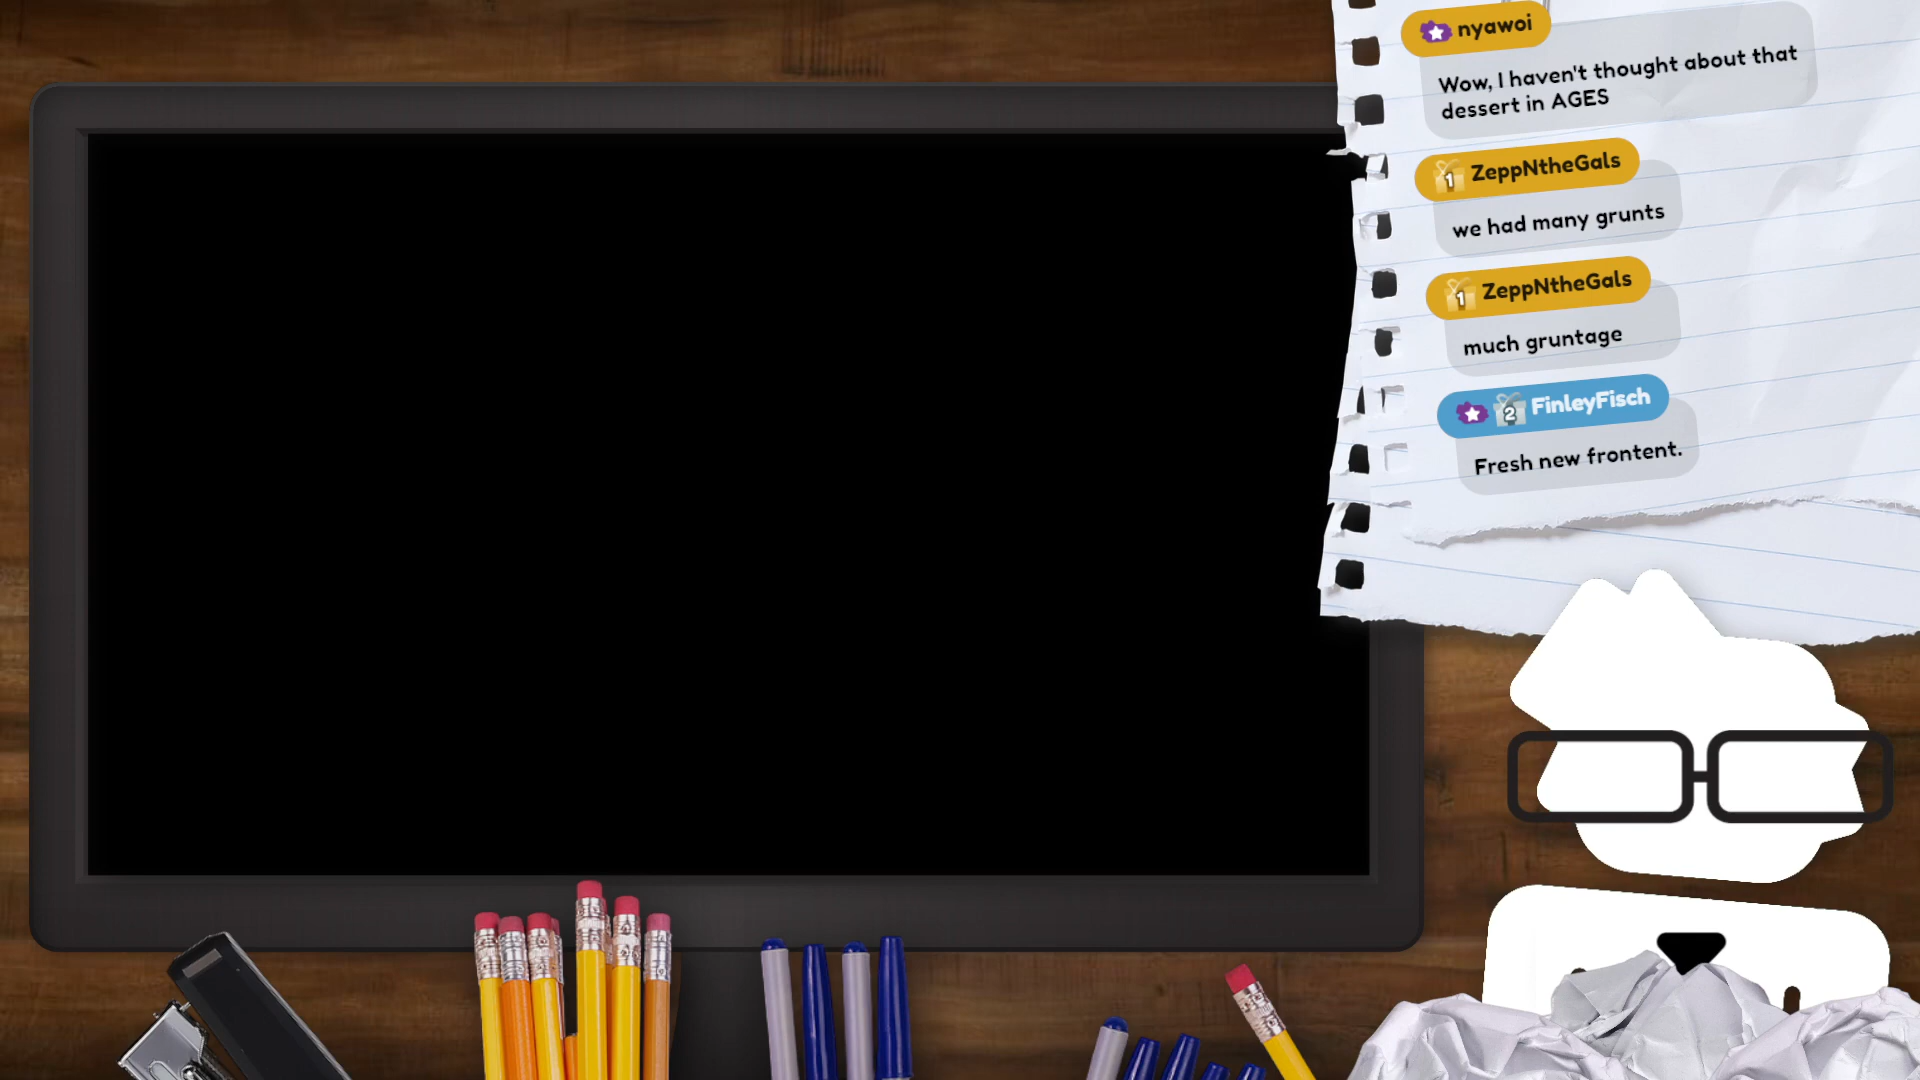 nyawoi
Wow, I haven't thought about that
dessert in AGES
1 ZeppNtheGals
we had many grunts
1 ZeppNtheGals
much gruntage
2 FinleyFisch
Fresh new frontent.